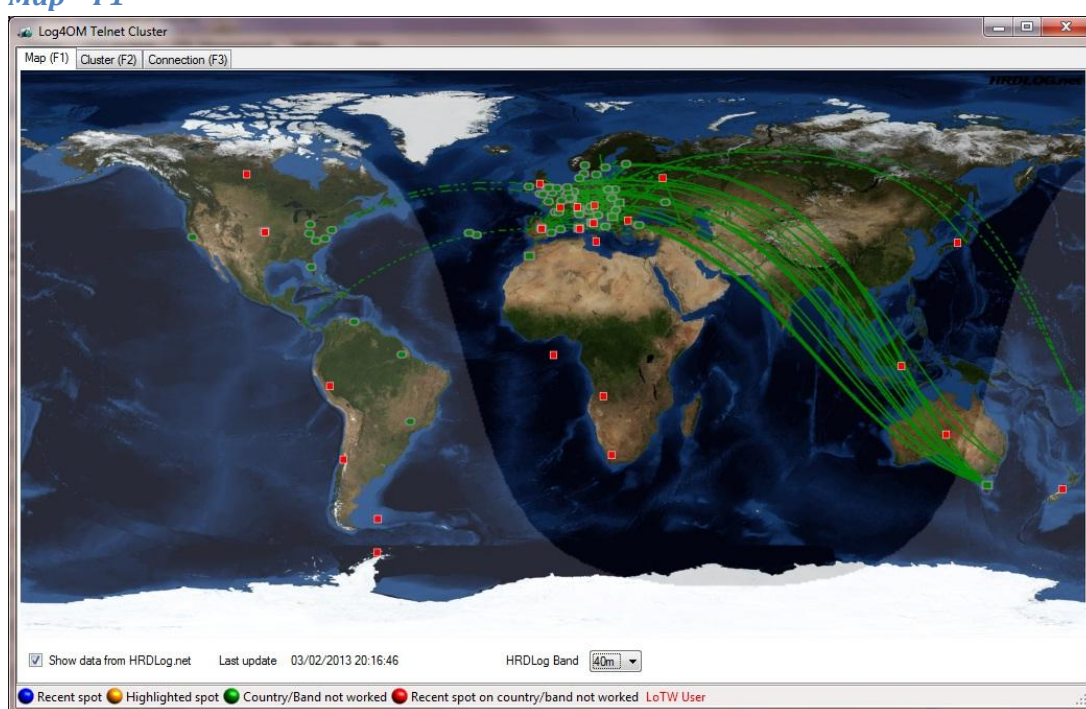 Map - F1
Log4OM Telnet Cluster
Map (F1) Cluster (F2) Connection (F3)
HRDLOG.net
Show data from HRDLog.net Last update 03/02/2013 20:16:46 HRDLog Band 40m
Recent spot Highlighted spot Country/Band not worked Recent spot on country/band not worked LoTW User